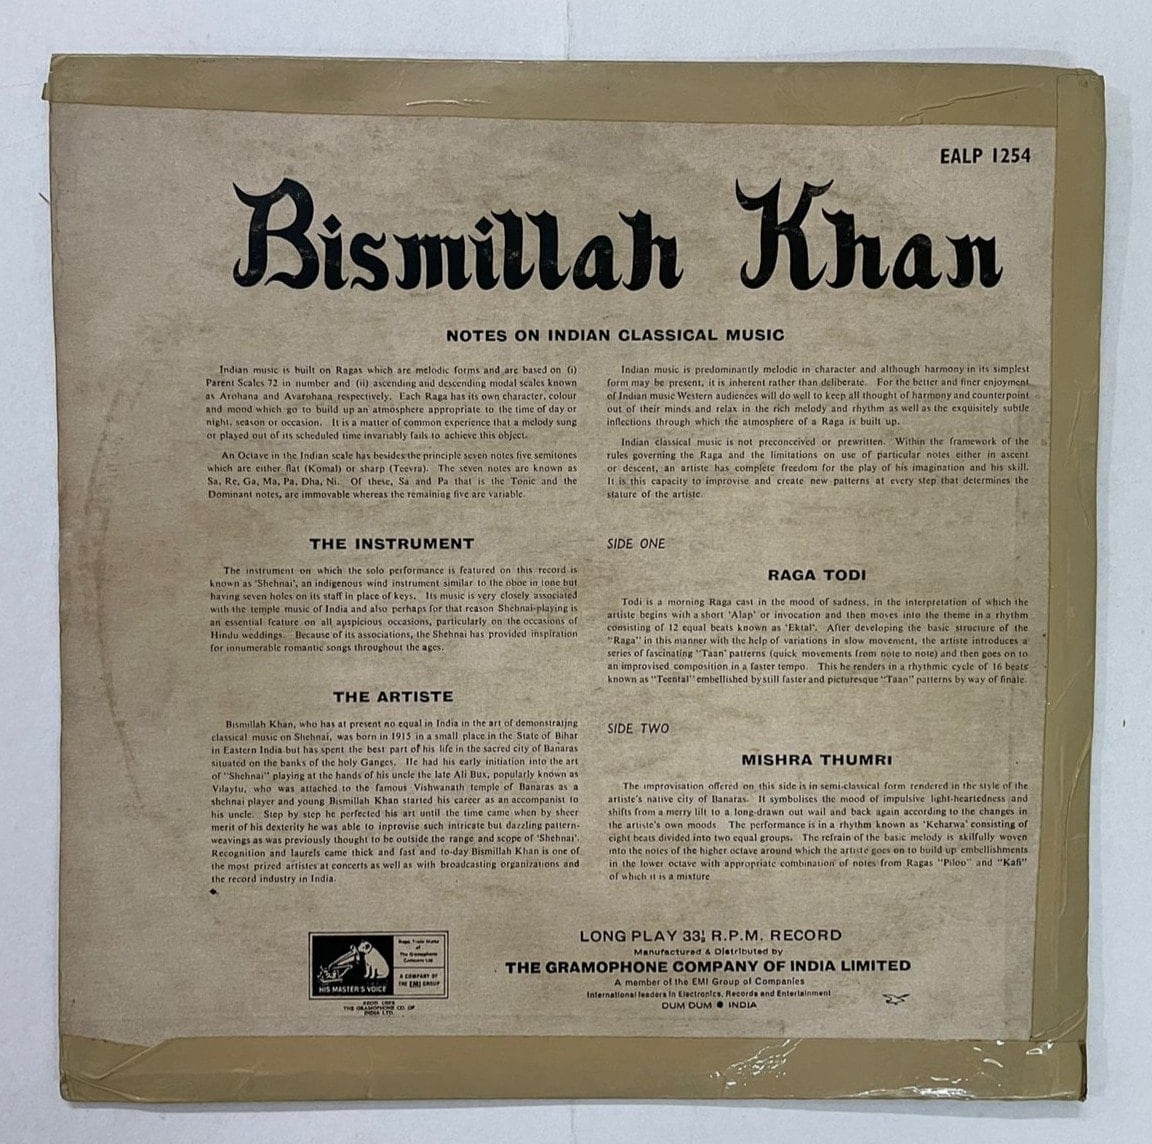 EALP 1254
Bismillah Khan
NOTES ON INDIAN CLASSICAL MUSIC
Indian music is built on Ragas which are melodic forms and are based on (i)
Parent Scales 72 in number and (ii) ascending and descending modal scales known
as Arohana and Avarohana respectively. Each Raga has its own character, colour
and mood which go to build up an atmosphere appropriate to the time of day or
night, season or occasion. It is a matter of common experience that a melody sung
or played out of its scheduled time invariably fails to achieve this object.
An Octave in the Indian scale has besides the principle seven notes five semitones
which are either flat (Komal) or sharp (Teevra). The seven notes are known as
Sa, Re, Ga, Ma, Pa, Dha, Ni. Of these, Sa and Pa that is the Tonic and the
Dominant notes, are immovable whereas the remaining five are variable.
THE INSTRUMENT
The instrument on which the solo performance is featured on this record is
known as 'Shehnai', an indigenous wind instrument similar to the oboe in tone but
having seven holes on its staff in place of keys. Its music is very closely associated
with the temple music of India and also perhaps for that reason Shehnai-playing is
an essential feature on all auspicious occasions, particularly on the occasions of
Hindu weddings. Because of its associations, the Shehnai has provided inspiration
for innumerable romantic songs throughout the ages.
THE ARTISTE
Bismillah Khan, who has at present no equal in India in the art of demonstrating
classical music on Shehnai, was born in 1915 in a small place in the State of Bihar
in Eastern India but has spent the best part of his life in the sacred city of Banaras
situated on the banks of the holy Ganges. He had his early initiation into the art
of "Shehnai" playing at the hands of his uncle the late Ali Bux, popularly known as
Vilaytu, who was attached to the famous Vishwanath temple of Banaras as a
shehnai player and young Bismillah Khan started his career as an accompanist to
his uncle. Step by step he perfected his art until the time came when by sheer
merit of his dexterity he was able to inprovise such intricate but dazzling pattern-
weavings as was previously thought to be outside the range and scope of 'Shehnai'.
Recognition and laurels came thick and fast and to-day Bismillah Khan is one of
the most prized artistes at concerts as well as with broadcasting organizations and
the record industry in India.
Indian music is predominantly melodic in character and although harmony in its simplest
form may be present, it is inherent rather than deliberate. For the better and finer enjoyment
of Indian music Western audiences will do well to keep all thought of harmony and counterpoint
out of their minds and relax in the rich melody and rhythm as well as the exquisitely subtle
inflections through which the atmosphere of a Raga is built up.
Indian classical music is not preconceived or prewritten. Within the framework of the
rules governing the Raga and the limitations on use of particular notes either in ascent
or descent, an artiste has complete freedom for the play of his imagination and his skill.
It is this capacity to improvise and create new patterns at every step that determines the
stature of the artiste.
SIDE ONE
RAGA TODI
Todi is a morning Raga cast in the mood of sadness, in the interpretation of which the
artiste begins with a short 'Alap' or invocation and then moves into the theme in a rhythm
consisting of 12 equal beats known as 'Ektal'. After developing the basic structure of the
"Raga" in this manner with the help of variations in slow movement, the artiste introduces a
series of fascinating "Taan" patterns (quick movements from note to note) and then goes on to
an improvised composition in a faster tempo. This he renders in a rhythmic cycle of 16 beats
known as "Teental" embellished by still faster and picturesque "Taan" patterns by way of finale.
SIDE TWO
MISHRA THUMRI
The improvisation offered on this side is in semi-classical form rendered in the style of the
artiste's native city of Banaras. It symbolises the mood of impulsive light-heartedness and
shifts from a merry lilt to a long-drawn out wail and back again according to the changes in
the artiste's own moods. The performance is in a rhythm known as 'Keharwa' consisting of
eight beats divided into two equal groups. The refrain of the basic melody is skilfully woven
into the notes of the higher octave around which the artiste goes on to build up embellishments
in the lower octave with appropriate combination of notes from Ragas "Piloo" and "Kafi"
of which it is a mixture
HIS MASTER'S VOICE
Regd. Trade Marks
of
The Gramophone
Company Ltd
A COMPANY OF
THE EMI GROUP
REGD. USER
THE GRAMOPHONE CO. OF
INDIA LTD.
LONG PLAY 33⅓ R.P.M. RECORD
Manufactured & Distributed by
THE GRAMOPHONE COMPANY OF INDIA LIMITED
A member of the EMI Group of Companies
International leaders in Electronics, Records and Entertainment
DUM DUM ● INDIA